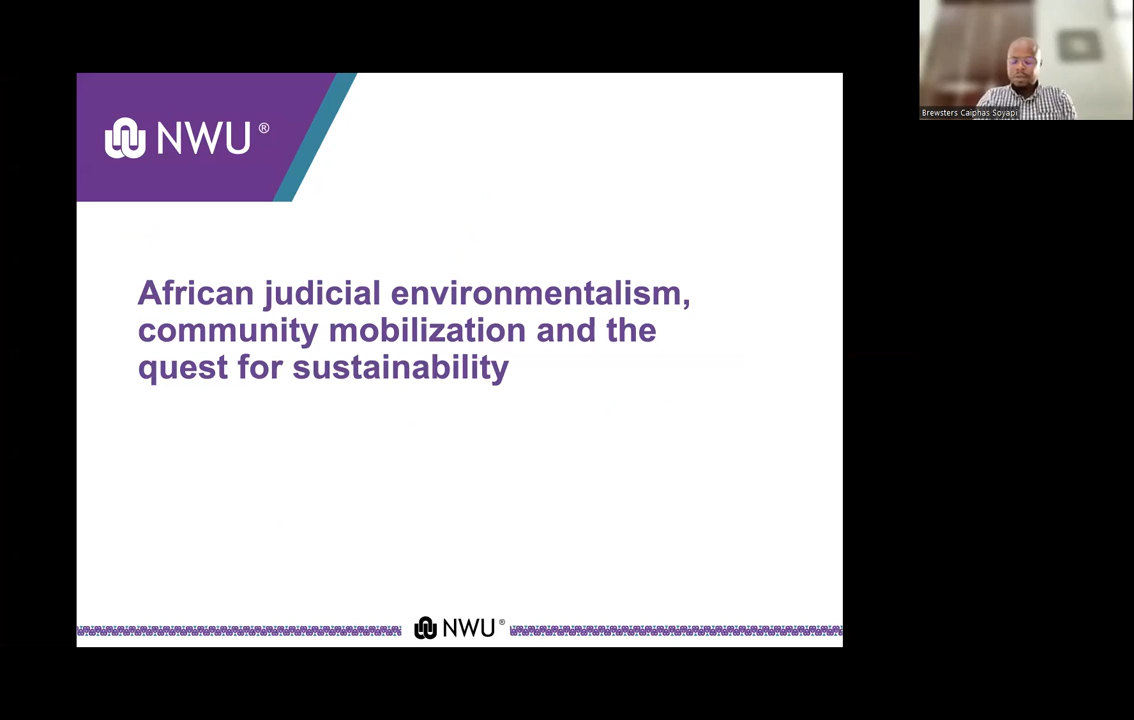 Brewsters Caiphas Soyapi
NWU®
African judicial environmentalism,
community mobilization and the
quest for sustainability
NWU®